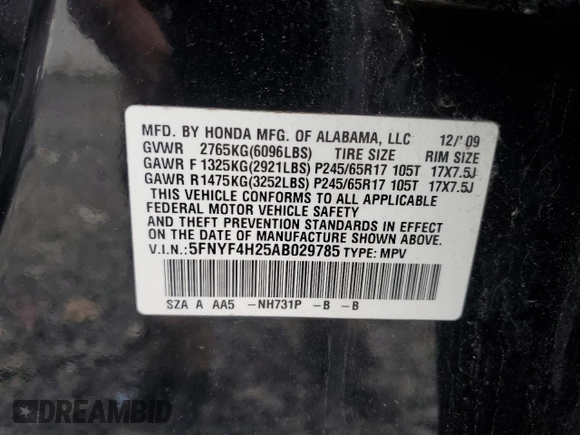 MFD. BY HONDA MFG. OF ALABAMA, LLC 12/'09
GVWR 2765KG(6096LBS) TIRE SIZE RIM SIZE
GAWR F 1325KG(2921LBS) P245/65R17 105T 17X7.5J
GAWR R1475KG(3252LBS) P245/65R17 105T 17X7.5J
THIS VEHICLE CONFORMS TO ALL APPLICABLE
FEDERAL MOTOR VEHICLE SAFETY
AND THEFT PREVENTION STANDARDS IN EFFECT
ON THE DATE OF MANUFACTURE SHOWN ABOVE.
V.I.N.:5FNYF4H25AB029785 TYPE: MPV
SZA A AA5 -NH731P -B -B
DREAMBID